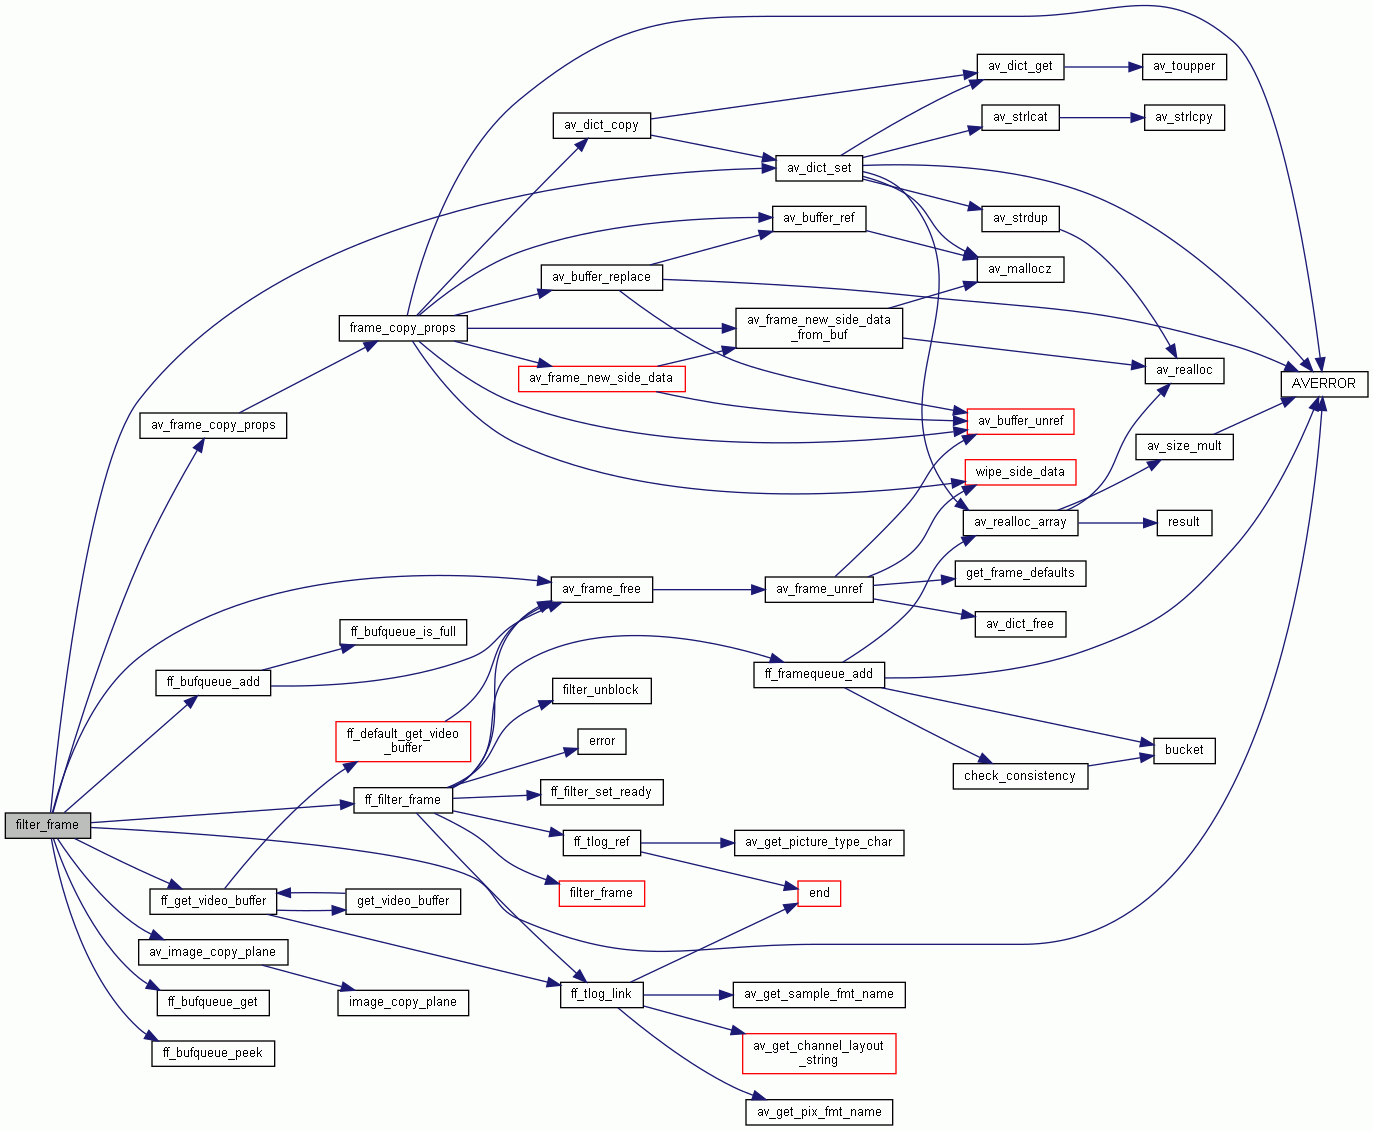 av_dict_get
av_toupper
av_dict_copy
av_strlcat
av_strlcpy
av_dict_set
av_buffer_ref
av_strdup
av_buffer_replace
av_mallocz
frame_copy_props
av_frame_new_side_data
_from_buf
av_frame_new_side_data
av_realloc
AVERROR
av_frame_copy_props
av_buffer_unref
av_size_mult
wipe_side_data
av_realloc_array
result
av_frame_free
av_frame_unref
get_frame_defaults
av_dict_free
ff_bufqueue_is_full
ff_bufqueue_add
ff_framequeue_add
filter_unblock
ff_default_get_video
_buffer
error
bucket
check_consistency
ff_filter_frame
ff_filter_set_ready
filter_frame
ff_tlog_ref
av_get_picture_type_char
filter_frame
end
ff_get_video_buffer
get_video_buffer
av_image_copy_plane
ff_tlog_link
av_get_sample_fmt_name
ff_bufqueue_get
image_copy_plane
ff_bufqueue_peek
av_get_channel_layout
_string
av_get_pix_fmt_name